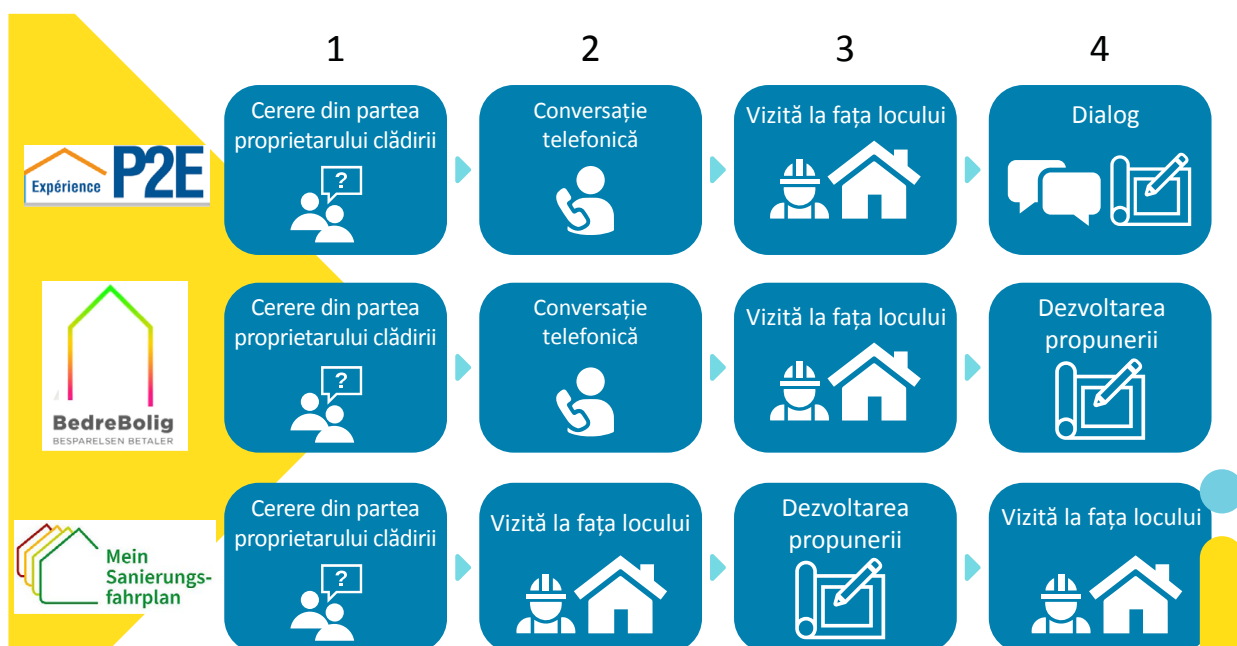 1
2
3
4
Expérience P2E
Cerere din partea
proprietarului clădirii
?
Conversație
telefonică
Vizită la fața locului
Dialog
BedreBolig
BESPARELSEN BETALER
Cerere din partea
proprietarului clădirii
?
Conversație
telefonică
Vizită la fața locului
Dezvoltarea
propunerii
Mein
Sanierungs-
fahrplan
Cerere din partea
proprietarului clădirii
?
Vizită la fața locului
Dezvoltarea
propunerii
Vizită la fața locului